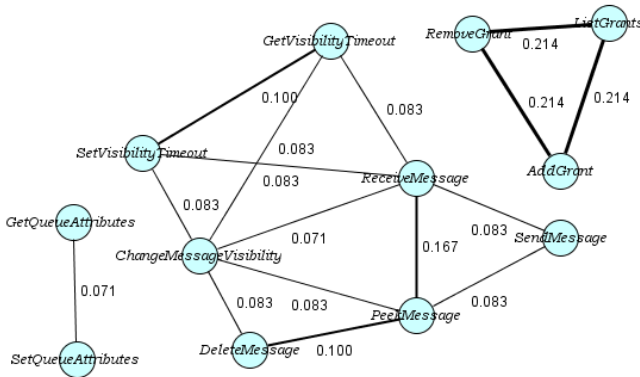 ListGrants
RemoveGrant
GetVisibilityTimeout
0.214
0.100
0.214
0.214
0.083
SetVisibilityTimeout
0.083
AddGrant
ReceiveMessage
0.083
0.083
GetQueueAttributes
0.083
SendMessage
0.071
0.167
ChangeMessageVisibility
0.071
0.083
0.083
0.083
PeekMessage
DeleteMessage
0.100
SetQueueAttributes